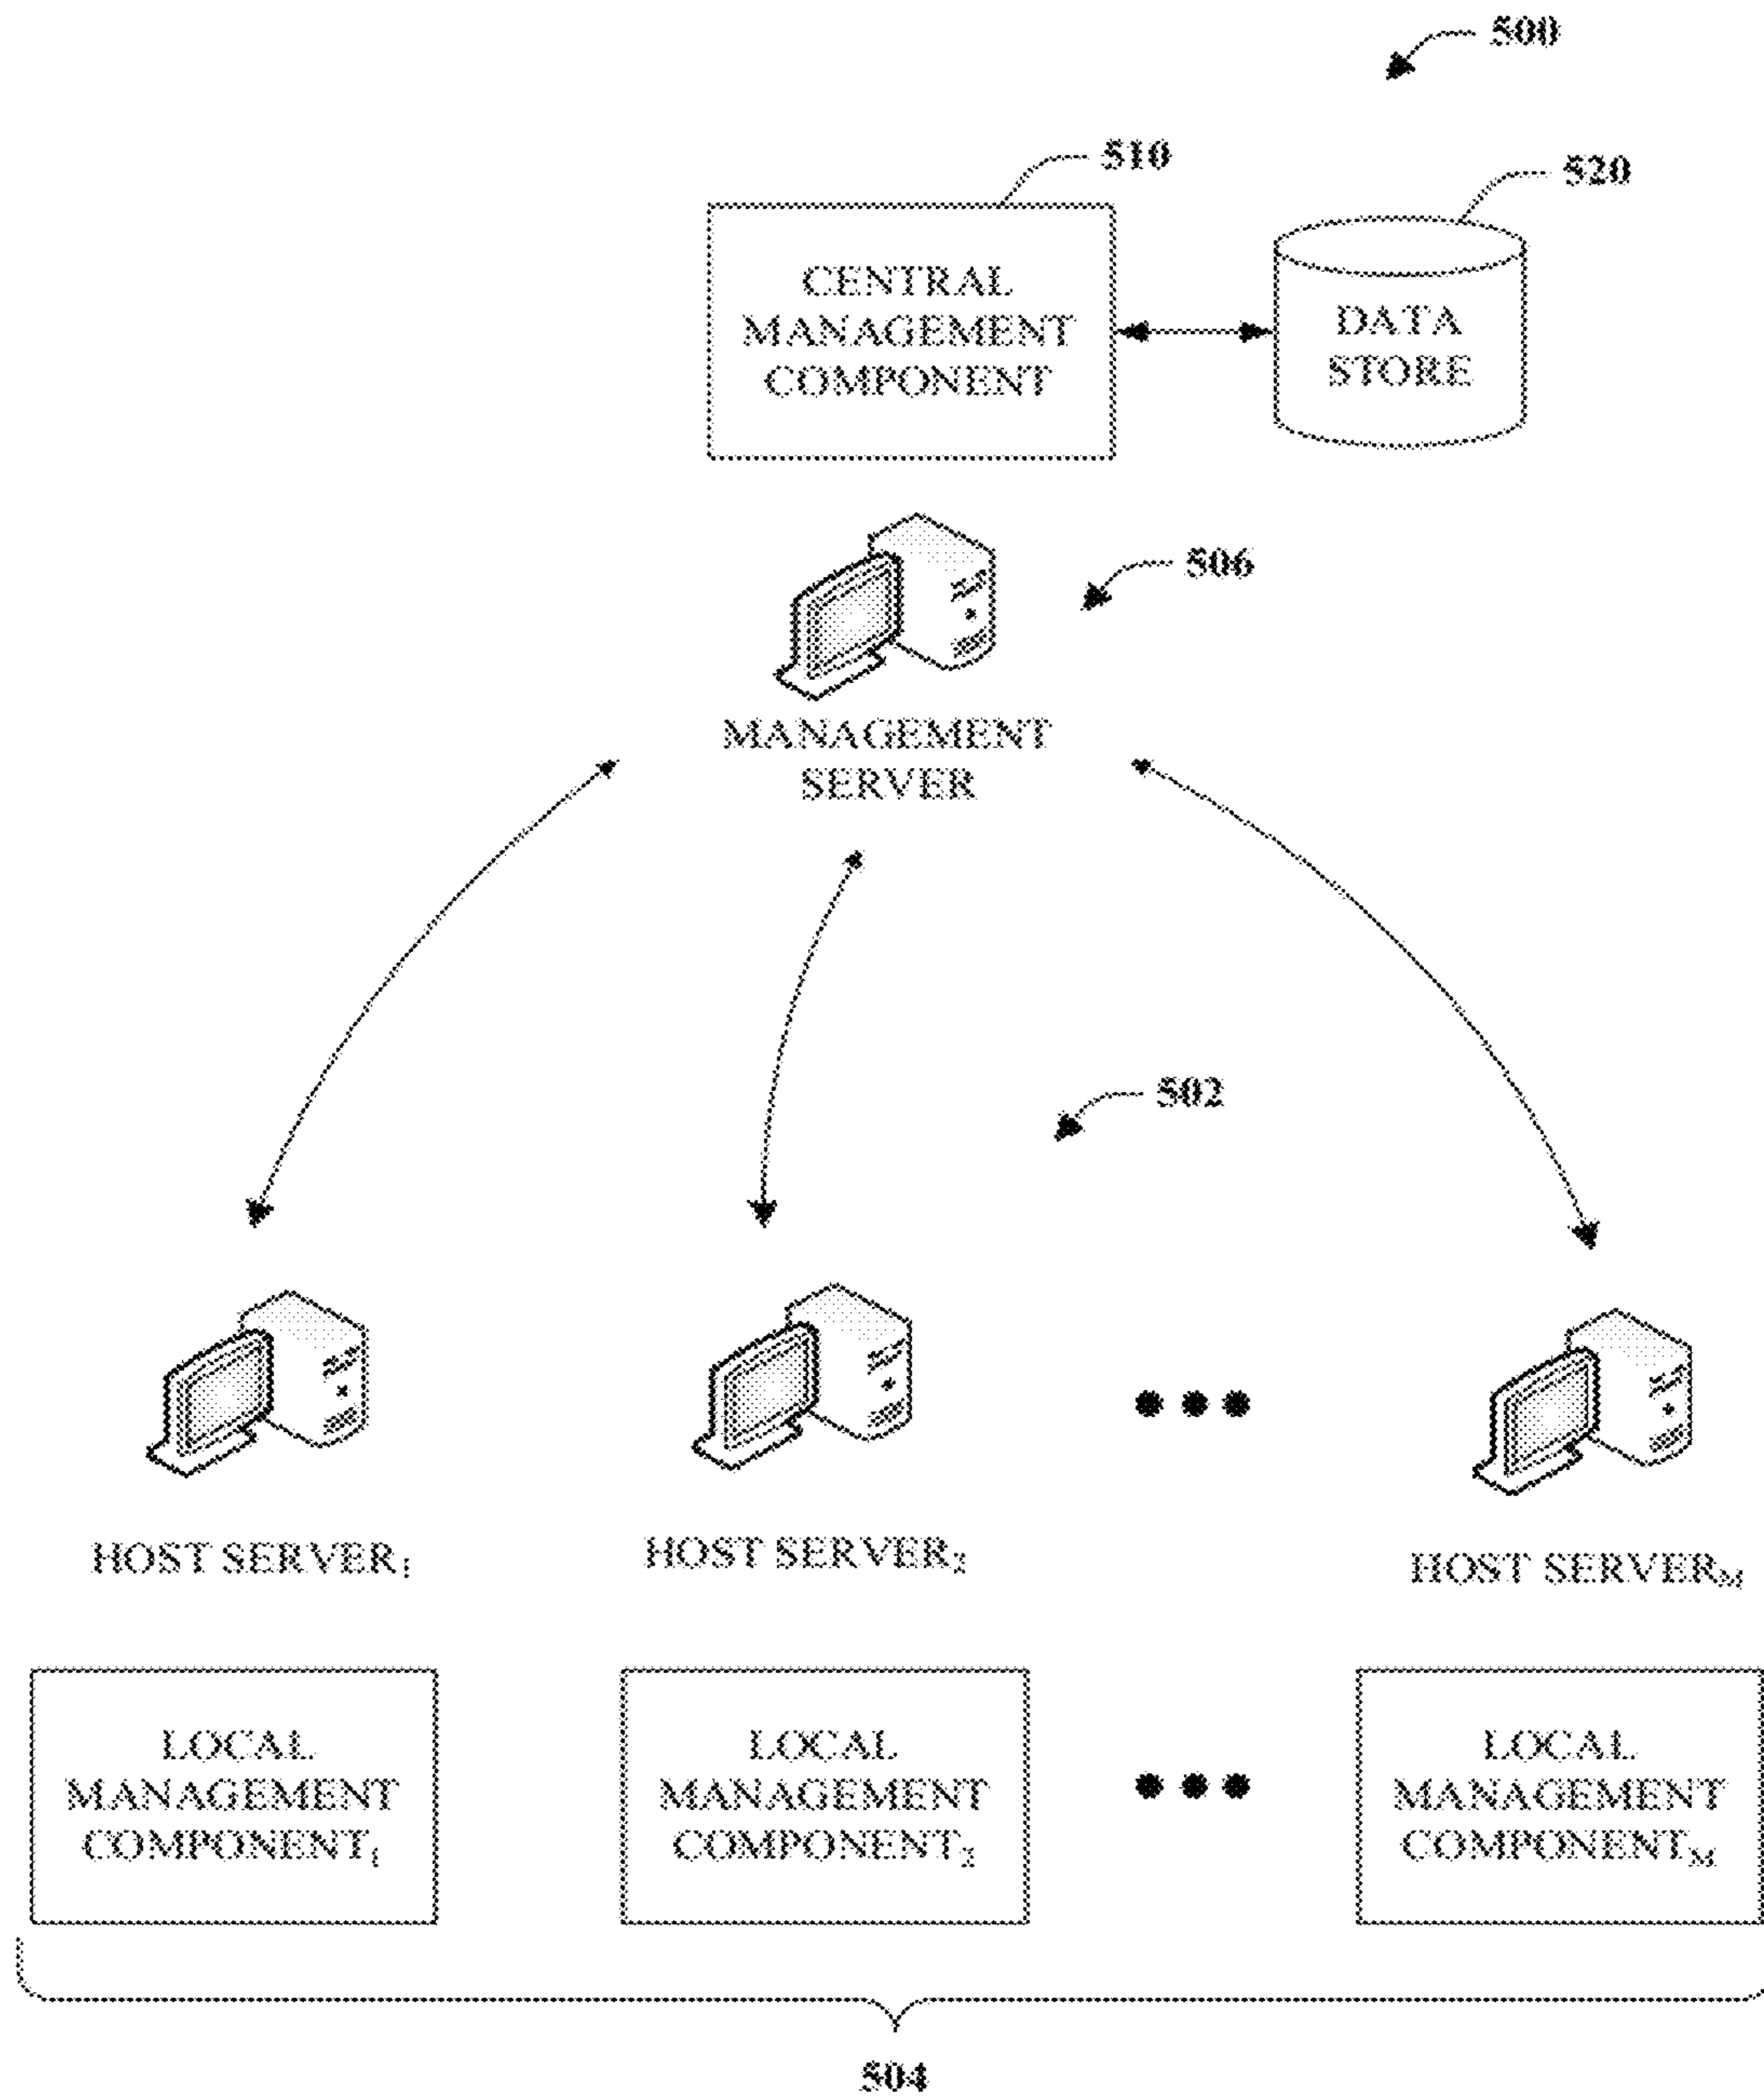 500
510
520
CENTRAL
MANAGEMENT
COMPONENT
DATA
STORE
506
MANAGEMENT
SERVER
502
HOST SERVER₁
HOST SERVER₂
HOST SERVERM
LOCAL
MANAGEMENT
COMPONENT₁
LOCAL
MANAGEMENT
COMPONENT₂
LOCAL
MANAGEMENT
COMPONENTM
504